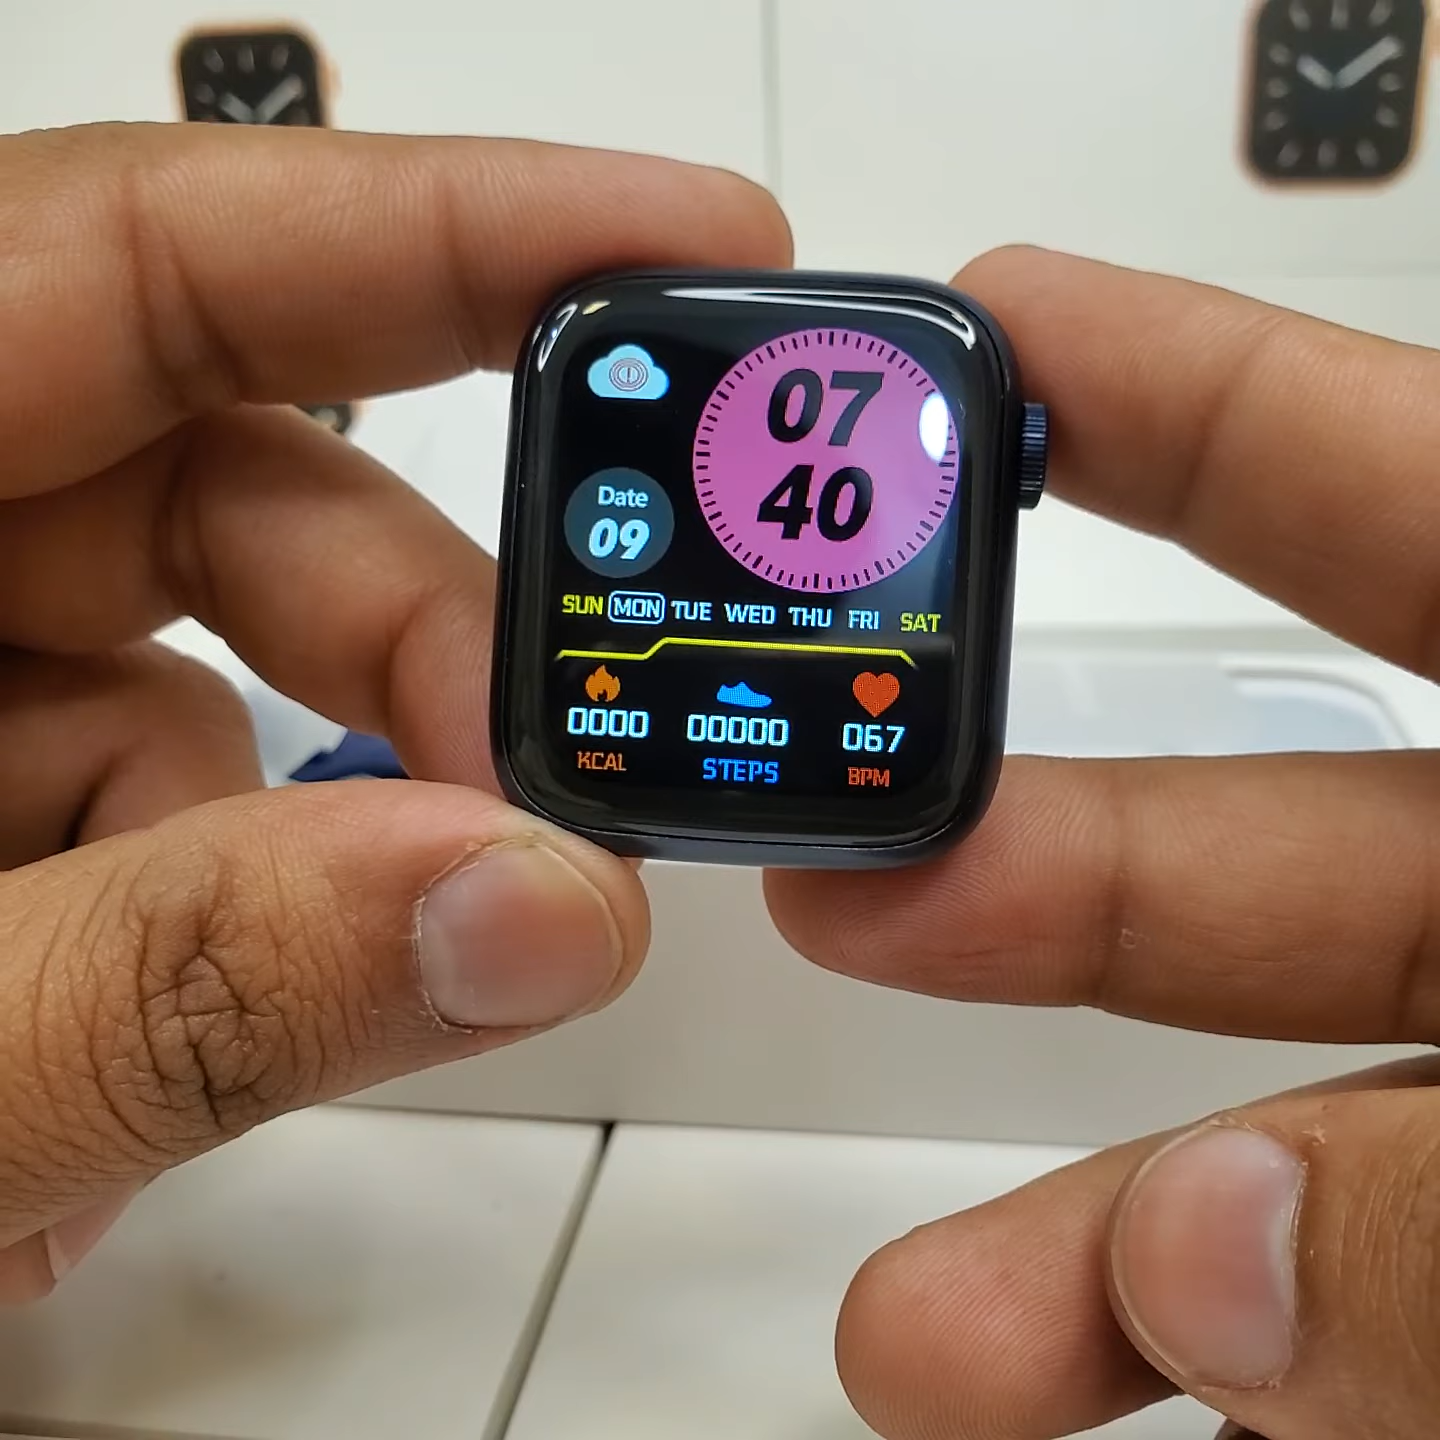 07
40
Date
09
SUN MON TUE WED THU FRI SAT
0000 00000 067
KCAL STEPS BPM